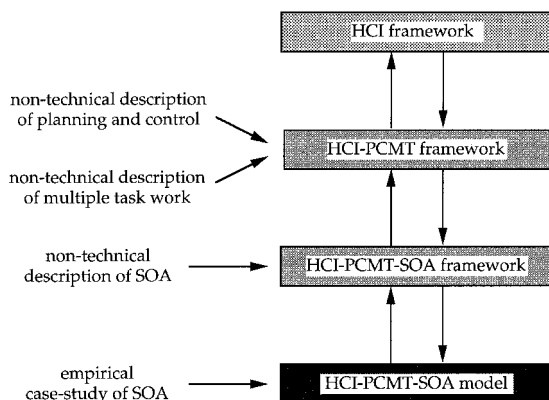 HCI framework
non-technical description
of planning and control
HCI-PCMT framework
non-technical description
of multiple task work
non-technical
description of SOA
HCI-PCMT-SOA framework
empirical
case-study of SOA
HCI-PCMT-SOA model